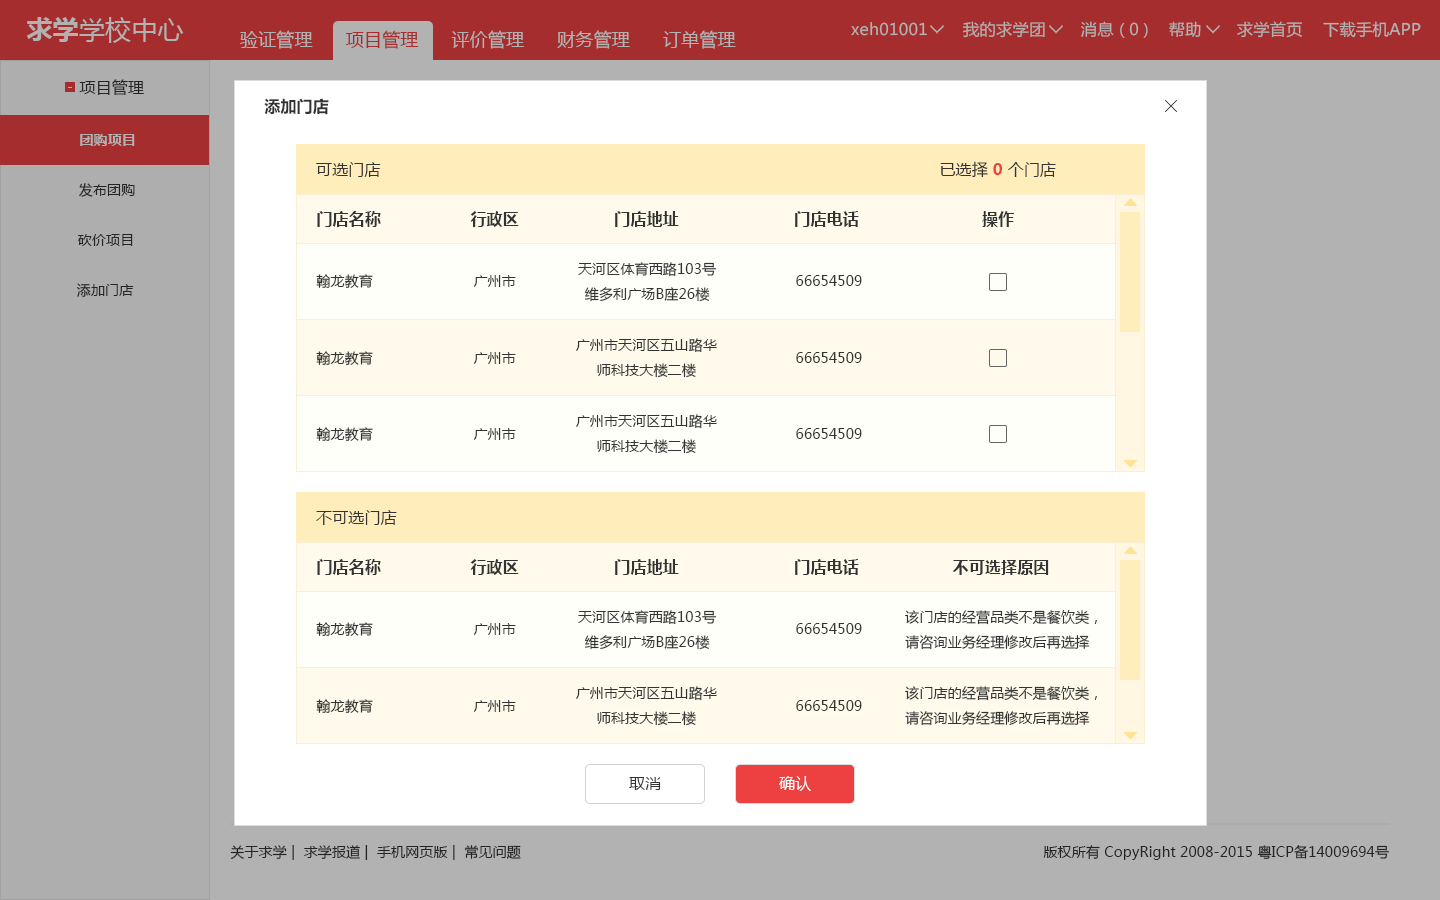 求学学校中心
验证管理 项目管理 评价管理 财务管理 订单管理
xeh01001 我的求学团 消息 ( 0 ) 帮助 求学首页 下载手机APP
项目管理
团购项目
发布团购
砍价项目
添加门店
添加门店
可选门店 已选择 0 个门店
门店名称 行政区 门店地址 门店电话 操作
翰龙教育 广州市 天河区体育西路103号
维多利广场B座26楼 66654509
翰龙教育 广州市 广州市天河区五山路华
师科技大楼二楼 66654509
翰龙教育 广州市 广州市天河区五山路华
师科技大楼二楼 66654509
不可选门店
门店名称 行政区 门店地址 门店电话 不可选择原因
翰龙教育 广州市 天河区体育西路103号
维多利广场B座26楼 66654509 该门店的经营品类不是餐饮类，
请咨询业务经理修改后再选择
翰龙教育 广州市 广州市天河区五山路华
师科技大楼二楼 66654509 该门店的经营品类不是餐饮类，
请咨询业务经理修改后再选择
取消 确认
关于求学 | 求学报道 | 手机网页版 | 常见问题
版权所有 CopyRight 2008-2015 粤ICP备14009694号